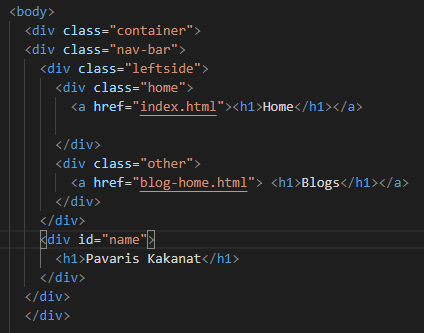 <body>
<div class="container">
<div class="nav-bar">
<div class="leftside">
<div class="home">
<a href="index.html"><h1>Home</h1></a>
</div>
<div class="other">
<a href="blog-home.html"> <h1>Blogs</h1></a>
</div>
</div>
<div id="name">
<h1>Pavaris Kakanat</h1>
</div>
</div>
</div>